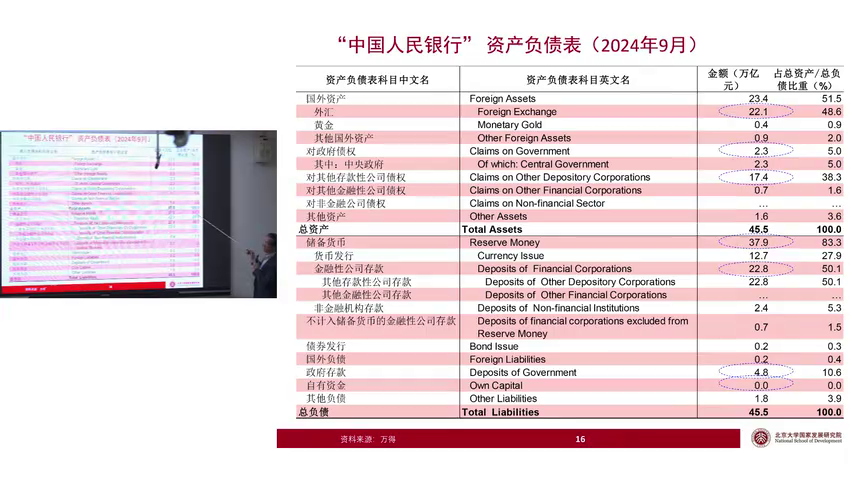 “中国人民银行” 资产负债表（2024年9月）
资产负债表科目中文名 资产负债表科目英文名 金额（万亿元） 占总资产/总负债比重（%）
国外资产 Foreign Assets 23.4 51.5
外汇 Foreign Exchange 22.1 48.6
黄金 Monetary Gold 0.4 0.9
其他国外资产 Other Foreign Assets 0.9 2.0
对政府债权 Claims on Government 2.3 5.0
其中：中央政府 Of which: Central Government 2.3 5.0
对其他存款性公司债权 Claims on Other Depository Corporations 17.4 38.3
对其他金融性公司债权 Claims on Other Financial Corporations 0.7 1.6
对非金融公司债权 Claims on Non-financial Sector … …
其他资产 Other Assets 1.6 3.6
总资产 Total Assets 45.5 100.0
储备货币 Reserve Money 37.9 83.3
货币发行 Currency Issue 12.7 27.9
金融性公司存款 Deposits of Financial Corporations 22.8 50.1
其他存款性公司存款 Deposits of Other Depository Corporations 22.8 50.1
其他金融性公司存款 Deposits of Other Financial Corporations … …
非金融机构存款 Deposits of Non-financial Institutions 2.4 5.3
不计入储备货币的金融性公司存款 Deposits of financial corporations excluded from Reserve Money 0.7 1.5
债券发行 Bond Issue 0.2 0.3
国外负债 Foreign Liabilities 0.2 0.4
政府存款 Deposits of Government 4.8 10.6
自有资金 Own Capital 0.0 0.0
其他负债 Other Liabilities 1.8 3.9
总负债 Total Liabilities 45.5 100.0
资料来源：万得 16
北京大学国家发展研究院
National School of Development
“中国人民银行” 资产负债表（2024年9月）